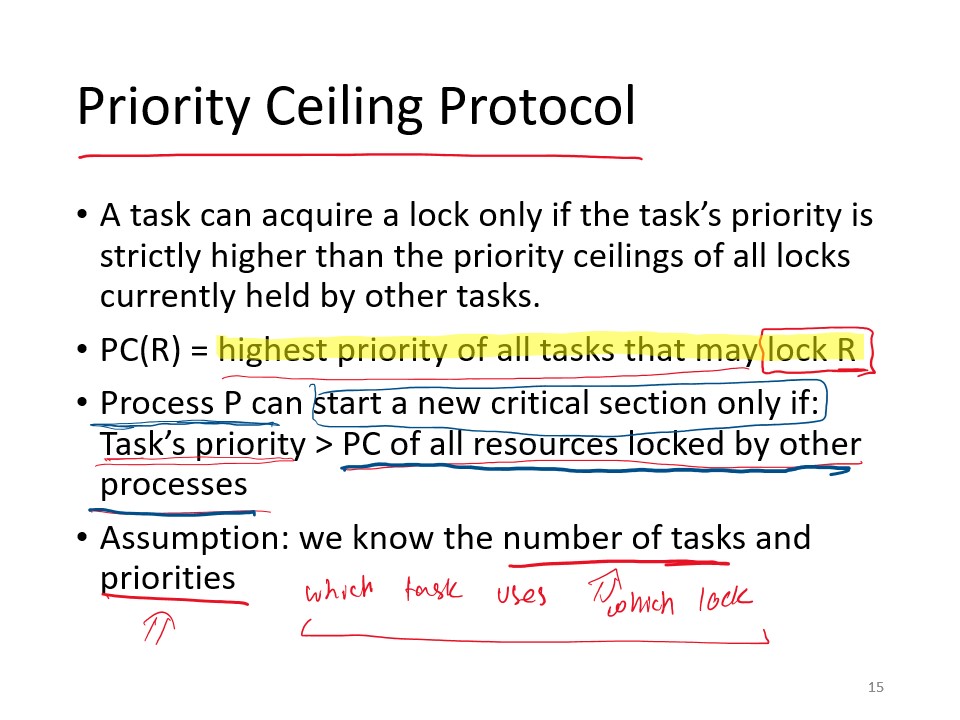 Priority Ceiling Protocol
• A task can acquire a lock only if the task’s priority is
strictly higher than the priority ceilings of all locks
currently held by other tasks.
• PC(R) = highest priority of all tasks that may lock R
• Process P can start a new critical section only if:
Task’s priority > PC of all resources locked by other
processes
• Assumption: we know the number of tasks and
priorities
which task uses which lock
15